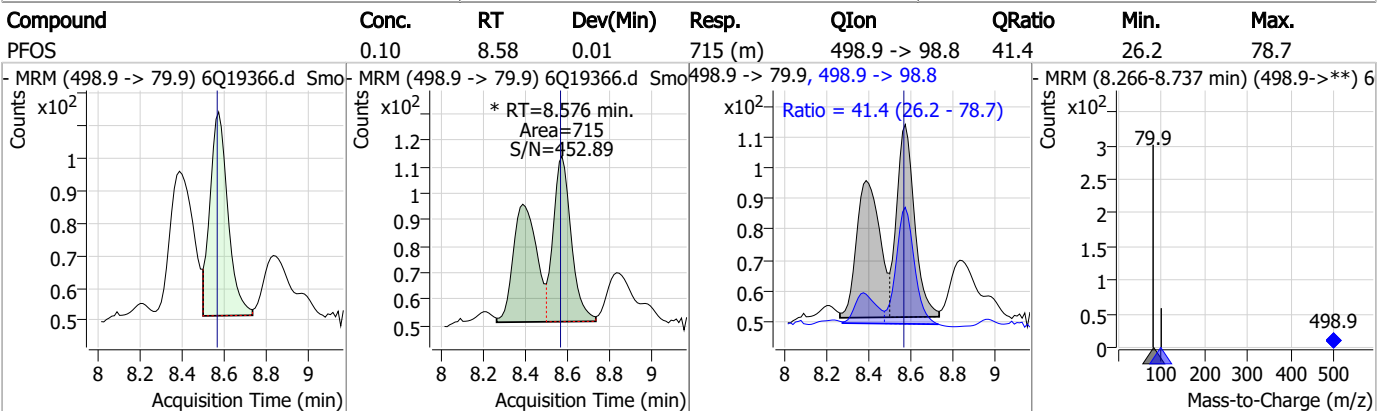 Compound Conc. RT Dev(Min) Resp. QIon QRatio Min. Max.
PFOS 0.10 8.58 0.01 715 (m) 498.9 -> 98.8 41.4 26.2 78.7
- MRM (498.9 -> 79.9) 6Q19366.d Smo
Counts
x10²
1
0.9
0.8
0.7
0.6
0.5
8 8.2 8.4 8.6 8.8 9
Acquisition Time (min)
- MRM (498.9 -> 79.9) 6Q19366.d Smo
Counts
x10²
* RT=8.576 min.
Area=715
S/N=452.89
1.2
1.1
1
0.9
0.8
0.7
0.6
0.5
8 8.2 8.4 8.6 8.8 9
Acquisition Time (min)
498.9 -> 79.9, 498.9 -> 98.8
Counts
x10²
Ratio = 41.4 (26.2 - 78.7)
1.1
1
0.9
0.8
0.7
0.6
0.5
8 8.2 8.4 8.6 8.8 9
Acquisition Time (min)
- MRM (8.266-8.737 min) (498.9->**) 6
Counts
x10²
79.9
3
2.5
2
1.5
1
0.5
0
498.9
100 200 300 400 500
Mass-to-Charge (m/z)